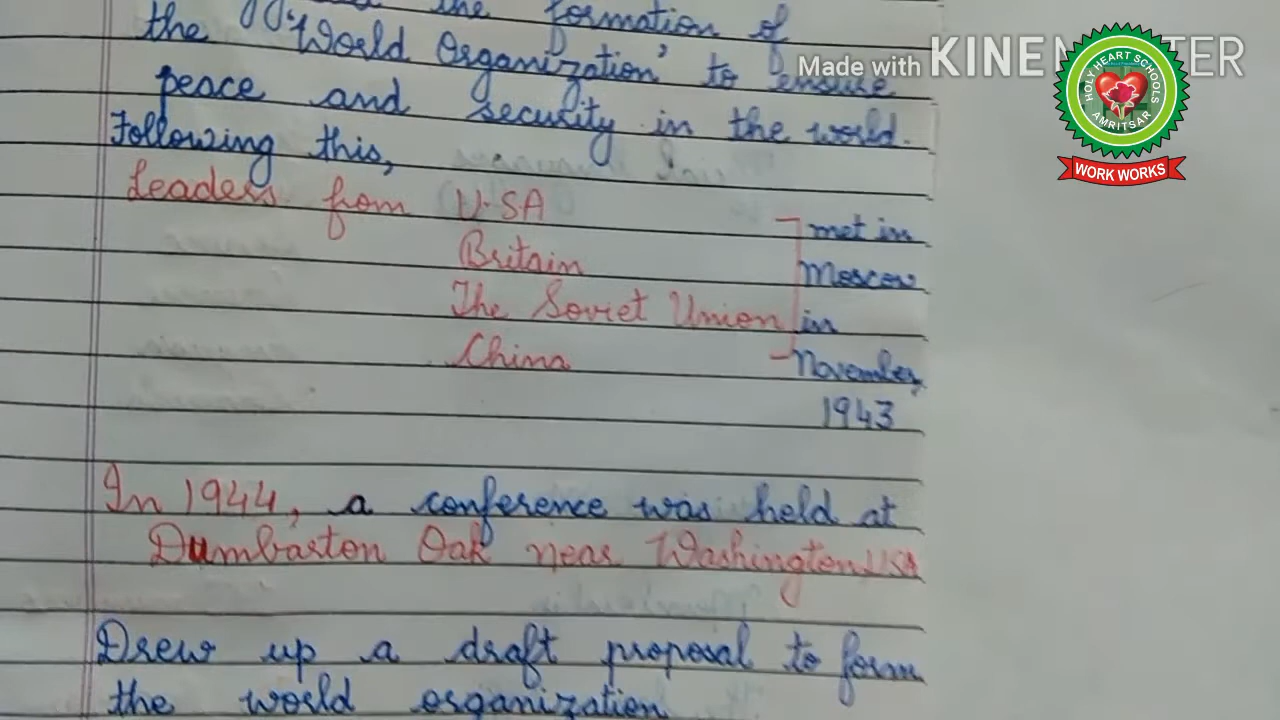 the formation of
the 'World Organization' to ensure
peace and security in the world.
Following this,
Leaders from U.SA
Britain
The Soviet Union
China
met in
Moscow
in
November,
1943
In 1944, a conference was held at
Dumbarton Oak near Washington USA
Drew up a draft proposal to form
the world organization
Made with KINEMASTER
HOLY HEART SCHOOLS
AMRITSAR
WORK WORKS